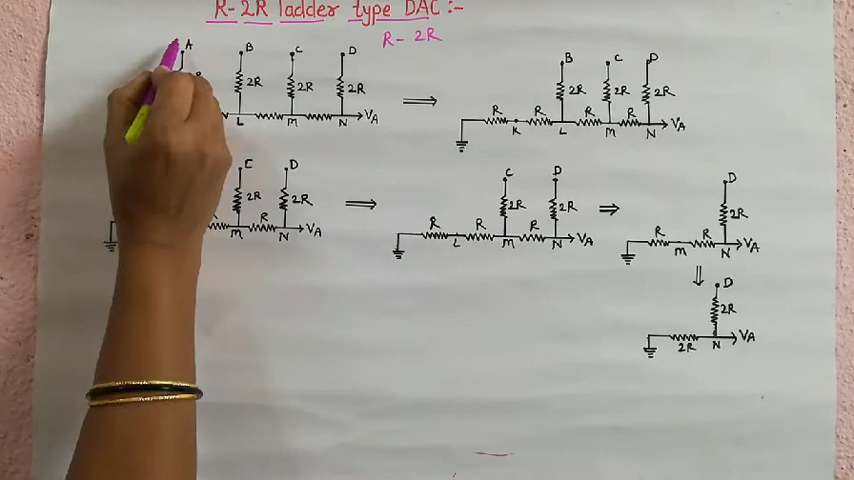 R-2R ladder type DAC :-
R - 2R
A B C D
2R 2R 2R
L M N VA
B C D
2R 2R 2R
R R R R
K L M N VA
C D
2R 2R
R
M N VA
C D
2R 2R
R R R
L M N VA
D
2R
R R
M N VA
D
2R
2R N VA